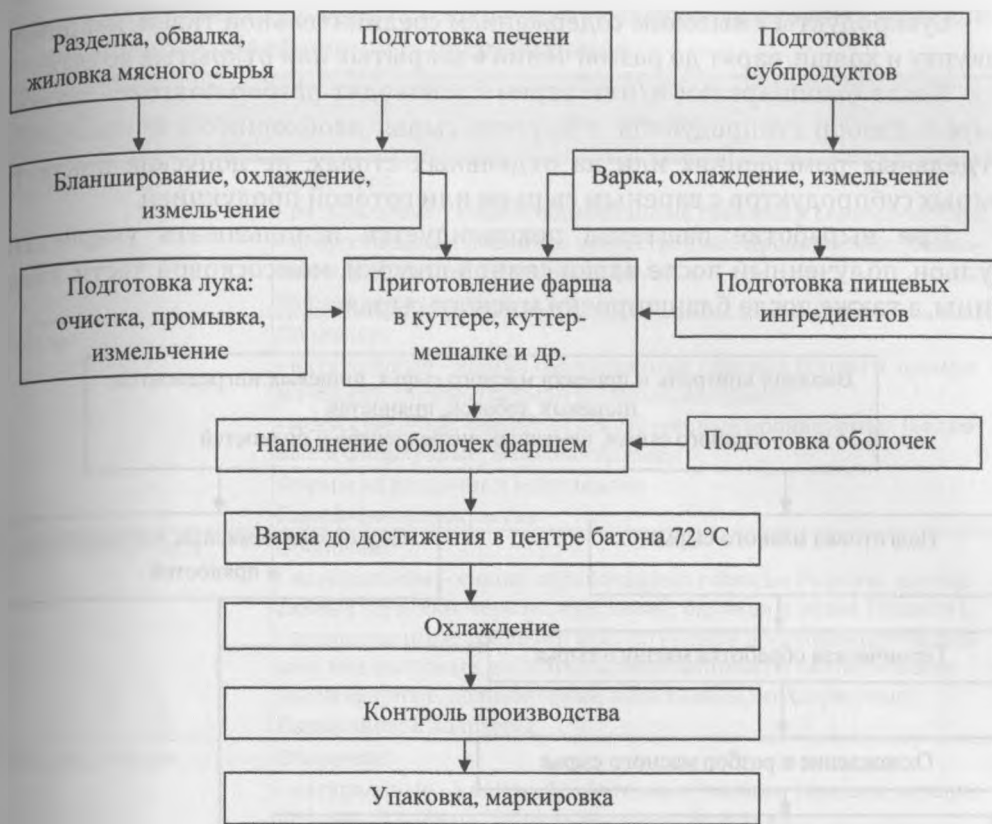 Разделка, обвалка,
жиловка мясного сырья
Подготовка печени
Подготовка
субпродуктов
Бланширование, охлаждение,
измельчение
Варка, охлаждение, измельчение
Подготовка лука:
очистка, промывка,
измельчение
Приготовление фарша
в куттере, куттер-
мешалке и др.
Подготовка пищевых
ингредиентов
Наполнение оболочек фаршем
Подготовка оболочек
Варка до достижения в центре батона 72 °С
Охлаждение
Контроль производства
Упаковка, маркировка